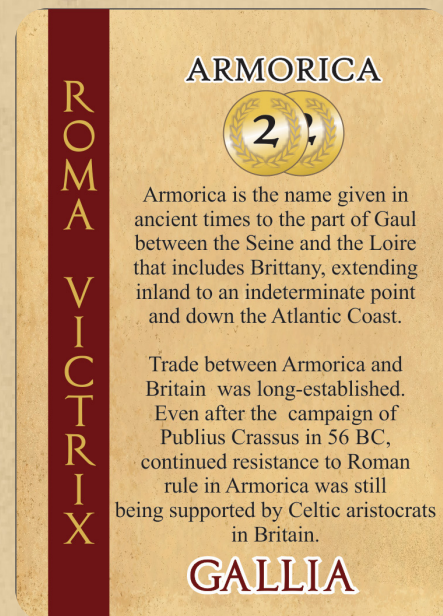 ARMORICA
2 2
Armorica is the name given in
ancient times to the part of Gaul
between the Seine and the Loire
that includes Brittany, extending
inland to an indeterminate point
and down the Atlantic Coast.
Trade between Armorica and
Britain was long-established.
Even after the campaign of
Publius Crassus in 56 BC,
continued resistance to Roman
rule in Armorica was still
being supported by Celtic aristocrats
in Britain.
GALLIA
ROMA VICTRIX